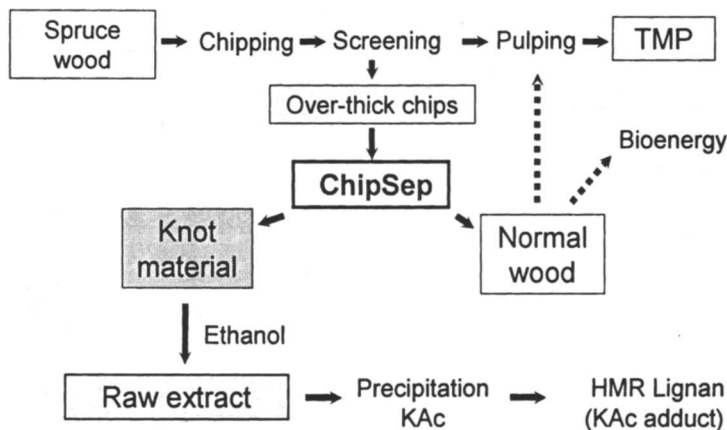 Spruce
wood
Chipping
Screening
Pulping
TMP
Over-thick chips
Bioenergy
ChipSep
Knot
material
Normal
wood
Ethanol
Raw extract
Precipitation
KAc
HMR Lignan
(KAc adduct)